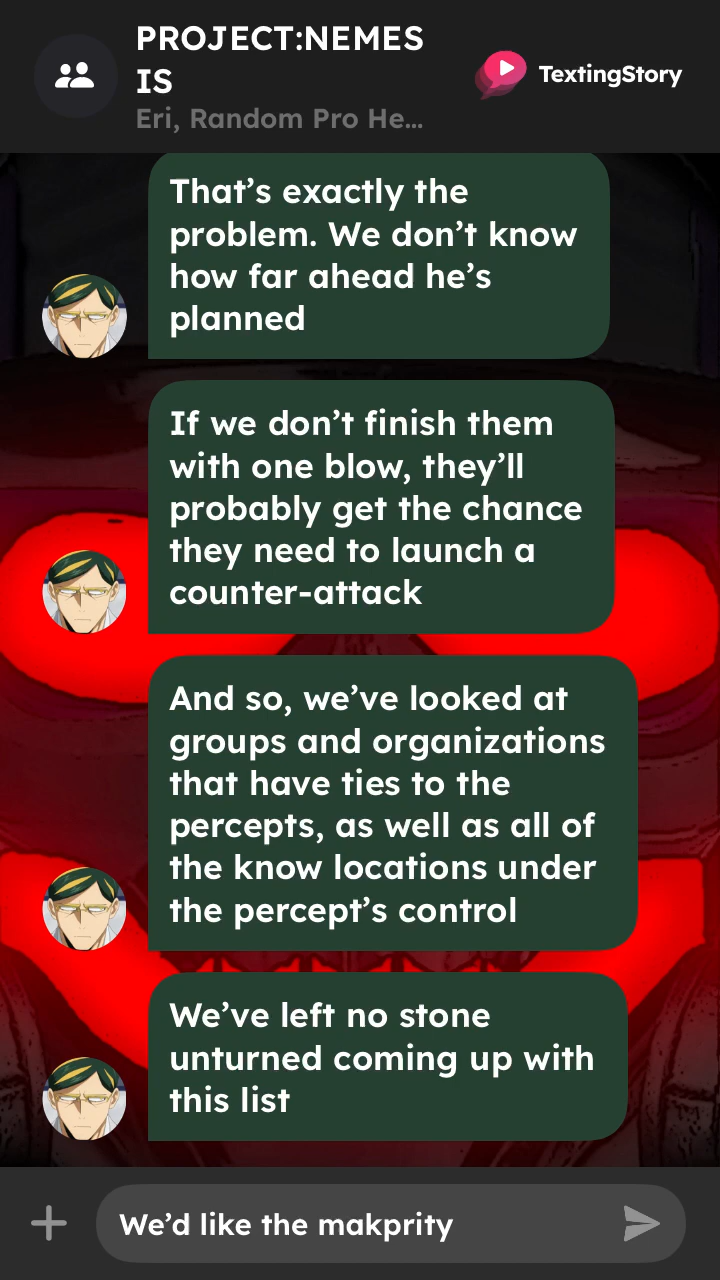 PROJECT:NEMES
IS
Eri, Random Pro He...
TextingStory
That’s exactly the
problem. We don’t know
how far ahead he’s
planned
If we don’t finish them
with one blow, they’ll
probably get the chance
they need to launch a
counter-attack
And so, we’ve looked at
groups and organizations
that have ties to the
percepts, as well as all of
the know locations under
the percept’s control
We’ve left no stone
unturned coming up with
this list
We’d like the makprity